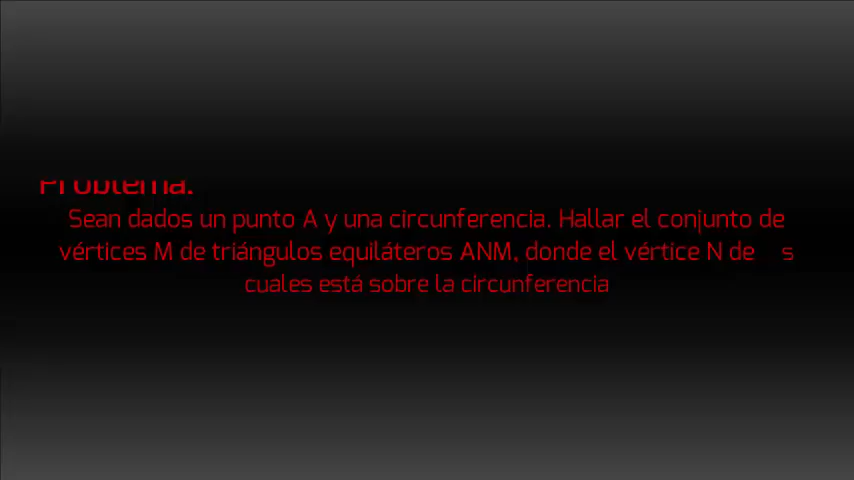 Problema.
Sean dados un punto A y una circunferencia. Hallar el conjunto de
vértices M de triángulos equiláteros ANM, donde el vértice N de
cuales está sobre la circunferencia